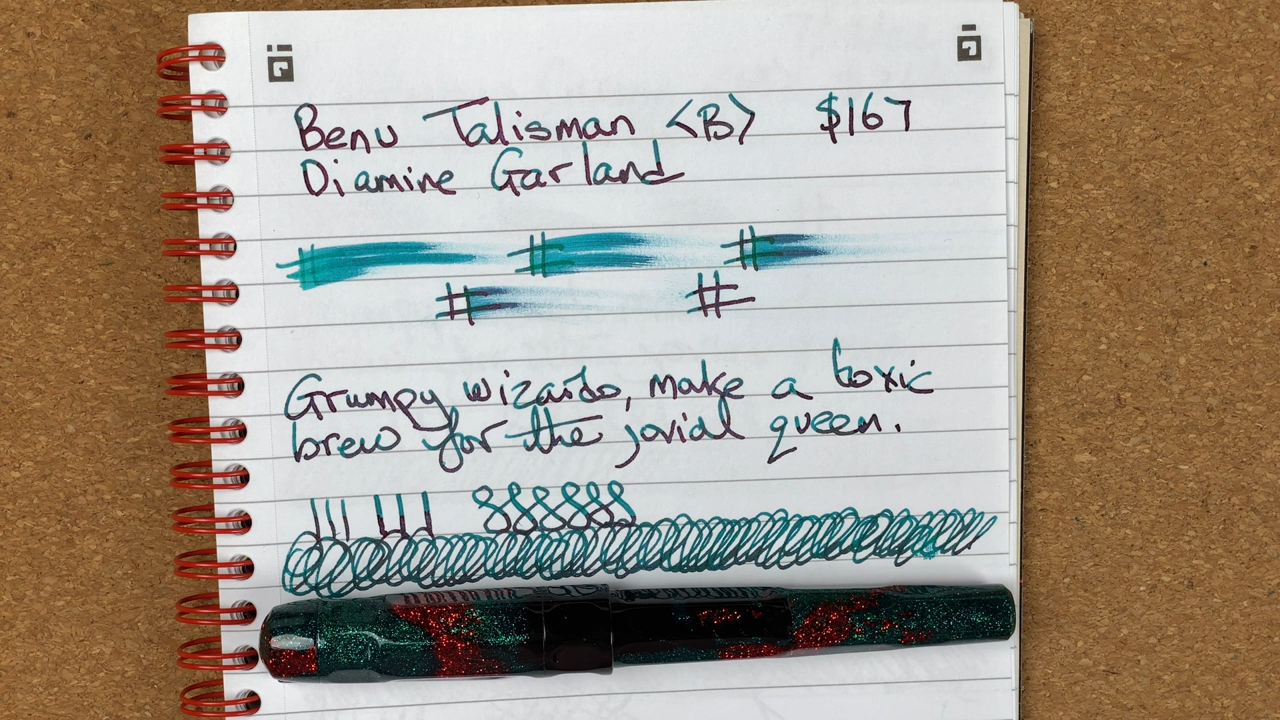 Benu Talisman <B> $167
Diamine Garland
# # #
# #
Grumpy wizards, make a toxic
brew for the jovial queen.